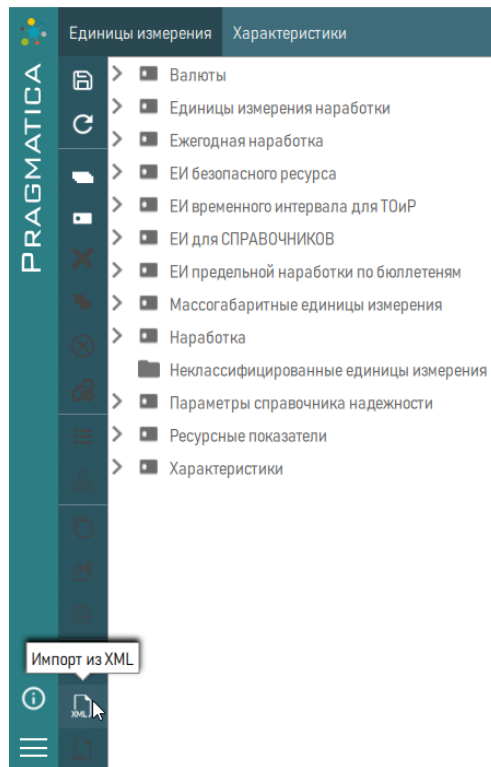 Единицы измерения
Характеристики
PRAGMATICA
Валюты
Единицы измерения наработки
Ежегодная наработка
ЕИ безопасного ресурса
ЕИ временного интервала для ТОиР
ЕИ для СПРАВОЧНИКОВ
ЕИ предельной наработки по бюллетеням
Массогабаритные единицы измерения
Наработка
Неклассифицированные единицы измерения
Параметры справочника надежности
Ресурсные показатели
Характеристики
Импорт из XML
XML